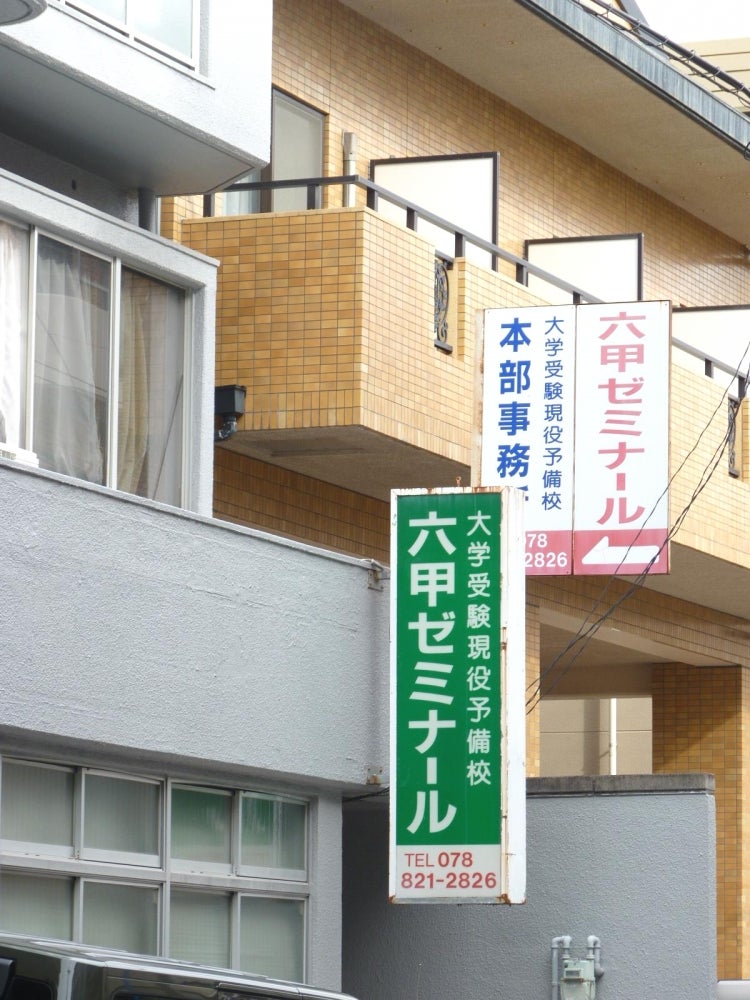 六甲ゼミナール
大学受験現役予備校
本部事務
78
2826
大学受験現役予備校
六甲ゼミナール
TEL 078
821-2826